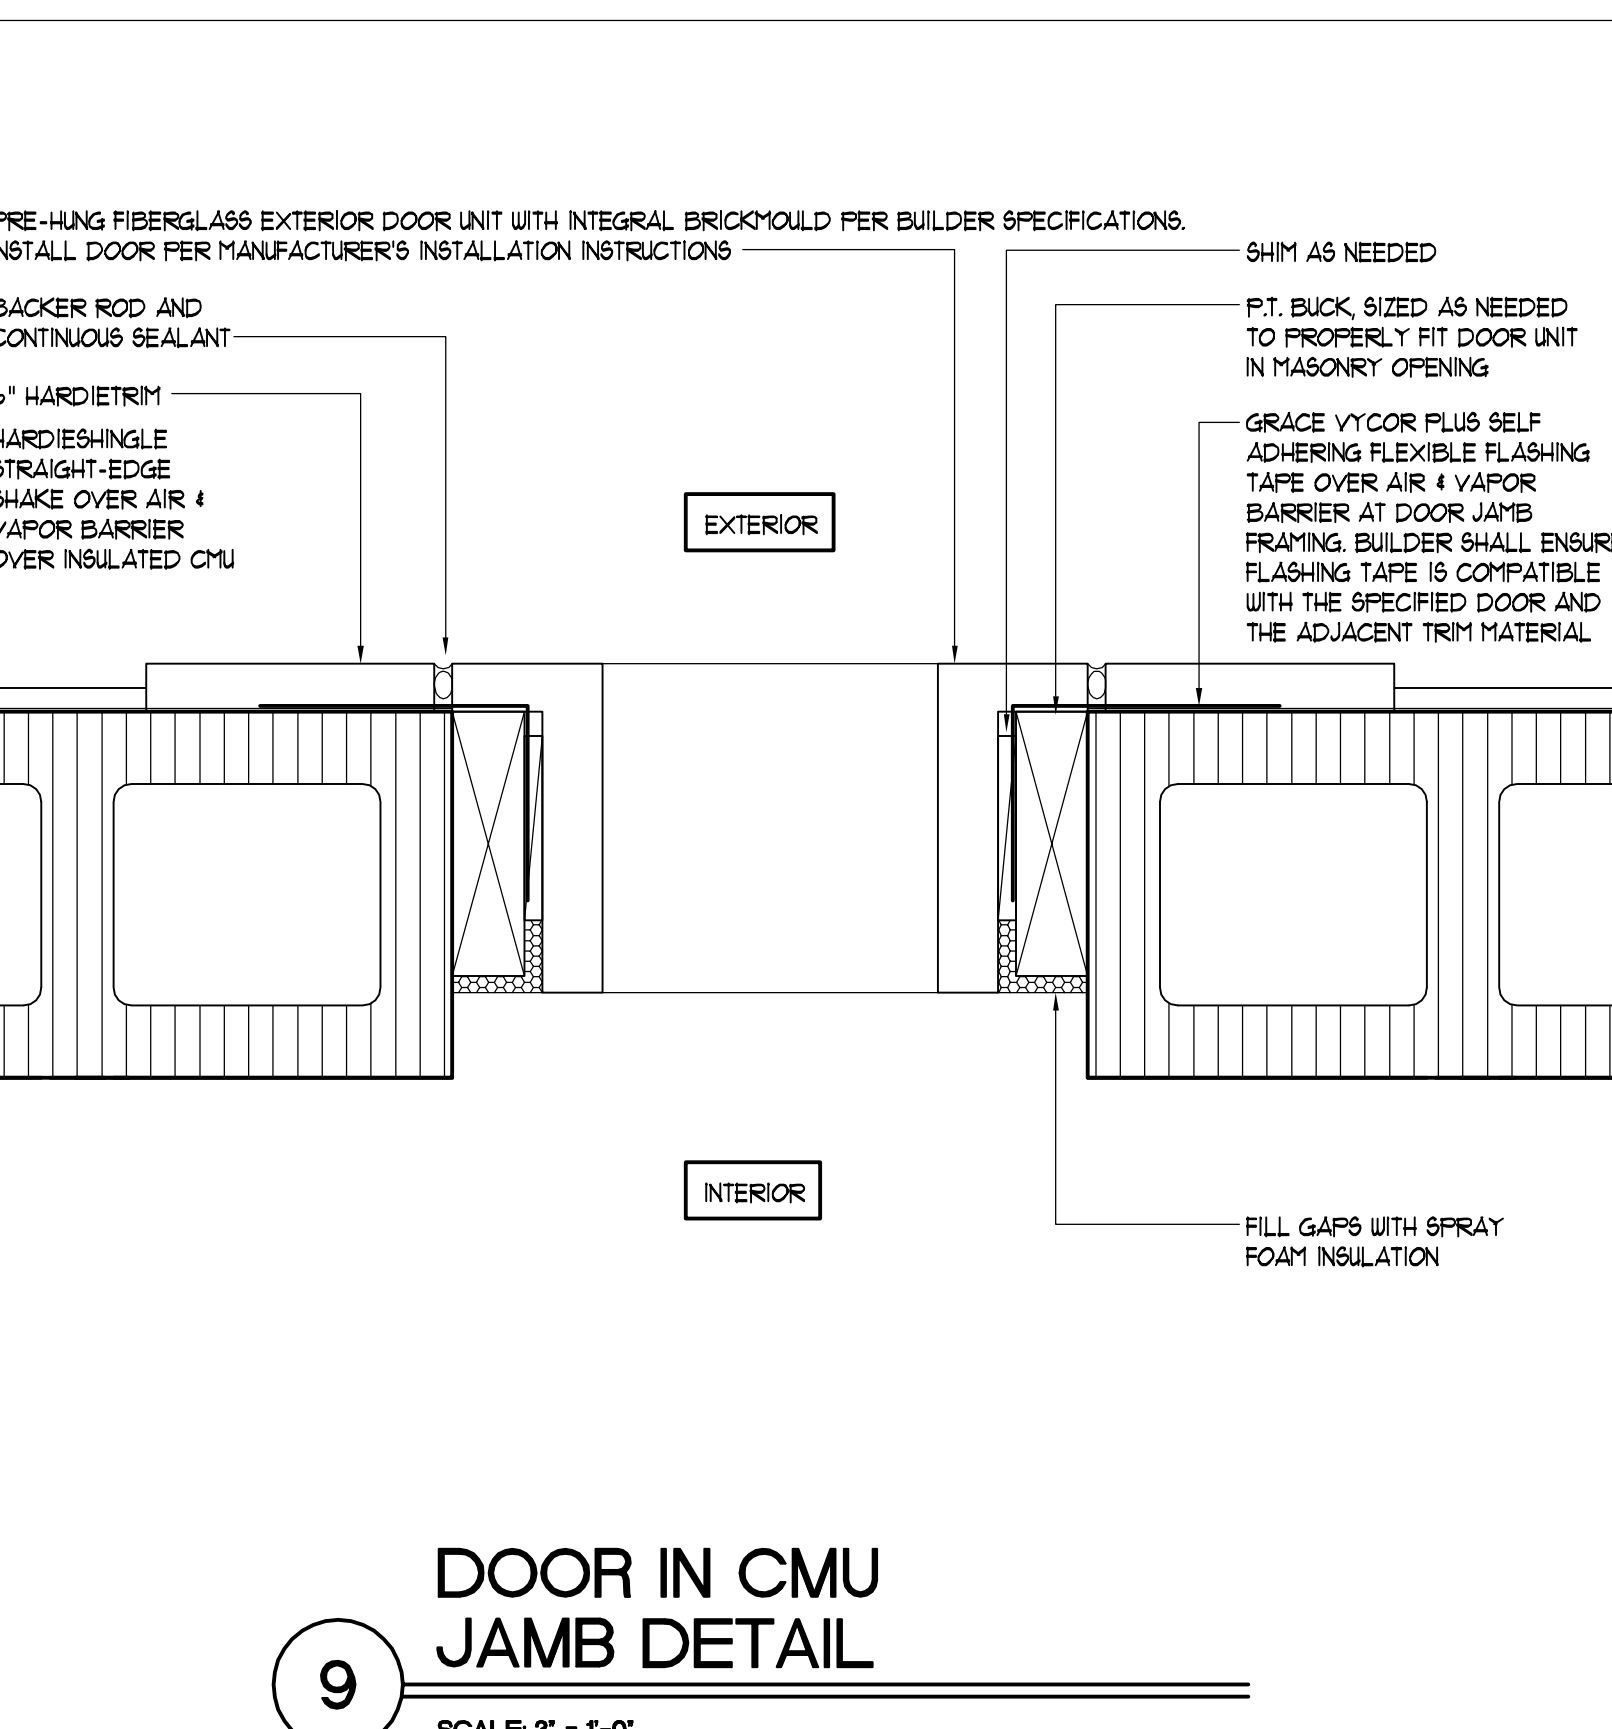 PRE-HUNG FIBERGLASS EXTERIOR DOOR UNIT WITH INTEGRAL BRICKMOULD PER BUILDER SPECIFICATIONS.
INSTALL DOOR PER MANUFACTURER'S INSTALLATION INSTRUCTIONS
BACKER ROD AND
CONTINUOUS SEALANT
HARDIETRIM
HARDIESHINGLE
STRAIGHT-EDGE
SHAKE OVER AIR &
VAPOR BARRIER
OVER INSULATED CMU
EXTERIOR
SHIM AS NEEDED
P.T. BUCK, SIZED AS NEEDED
TO PROPERLY FIT DOOR UNIT
IN MASONRY OPENING
GRACE VYCOR PLUS SELF
ADHERING FLEXIBLE FLASHING
TAPE OVER AIR & VAPOR
BARRIER AT DOOR JAMB
FRAMING. BUILDER SHALL ENSURE
FLASHING TAPE IS COMPATIBLE
WITH THE SPECIFIED DOOR AND
THE ADJACENT TRIM MATERIAL
INTERIOR
FILL GAPS WITH SPRAY
FOAM INSULATION
DOOR IN CMU
JAMB DETAIL
9
SCALE: = 1'-0"